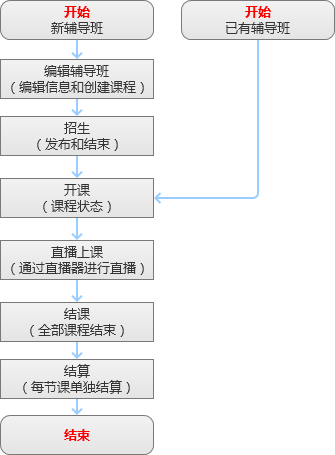 开始
新辅导班
开始
已有辅导班
编辑辅导班
（编辑信息和创建课程）
招生
（发布和结束）
开课
（课程状态）
直播上课
（通过直播器进行直播）
结课
（全部课程结束）
结算
（每节课单独结算）
结束